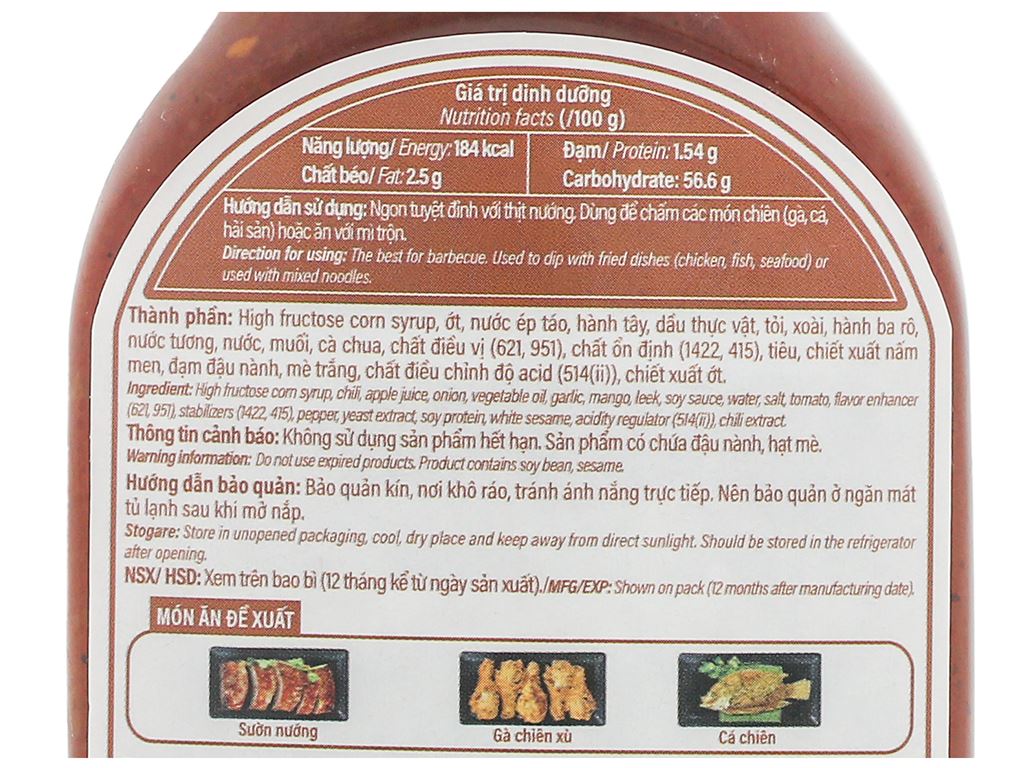 Giá trị dinh dưỡng
Nutrition facts (/100 g)
Năng lượng/ Energy: 184 kcal
Chất béo/ Fat: 2.5 g
Đạm/ Protein: 1.54 g
Carbohydrate: 56.6 g
Hướng dẫn sử dụng: Ngon tuyệt đỉnh với thịt nướng. Dùng để chấm các món chiên (gà, cá,
hải sản) hoặc ăn với mì trộn.
Direction for using: The best for barbecue. Used to dip with fried dishes (chicken, fish, seafood) or
used with mixed noodles.
Thành phần: High fructose corn syrup, ớt, nước ép táo, hành tây, dầu thực vật, tỏi, xoài, hành ba rô,
nước tương, nước, muối, cà chua, chất điều vị (621, 951), chất ổn định (1422, 415), tiêu, chiết xuất nấm
men, đạm đậu nành, mè trắng, chất điều chỉnh độ acid (514(ii)), chiết xuất ớt.
Ingredient: High fructose corn syrup, chili, apple juice, onion, vegetable oil, garlic, mango, leek, soy sauce, water, salt, tomato, flavor enhancer
(621, 951), stabilizers (1422, 415), pepper, yeast extract, soy protein, white sesame, acidity regulator (514(ii)), chili extract.
Thông tin cảnh báo: Không sử dụng sản phẩm hết hạn. Sản phẩm có chứa đậu nành, hạt mè.
Warning information: Do not use expired products. Product contains soy bean, sesame.
Hướng dẫn bảo quản: Bảo quản kín, nơi khô ráo, tránh ánh nắng trực tiếp. Nên bảo quản ở ngăn mát
tủ lạnh sau khi mở nắp.
Stogare: Store in unopened packaging, cool, dry place and keep away from direct sunlight. Should be stored in the refrigerator
after opening.
NSX/ HSD: Xem trên bao bì (12 tháng kể từ ngày sản xuất)./MFG/EXP: Shown on pack (12 months after manufacturing date).
MÓN ĂN ĐỀ XUẤT
Sườn nướng
Gà chiên xù
Cá chiên